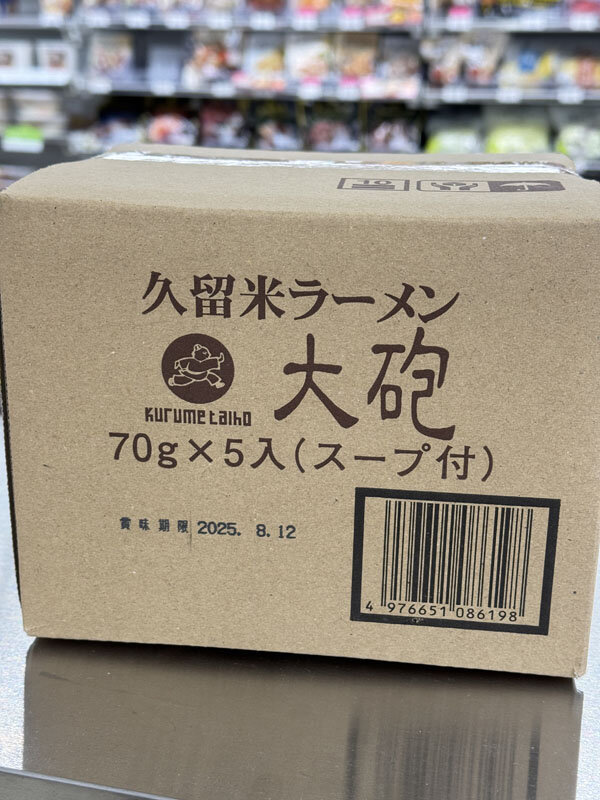 久留米ラーメン
大砲
kurume taiho
70g×5入(スープ付)
賞味期限 2025. 8.12
4 976651 086198